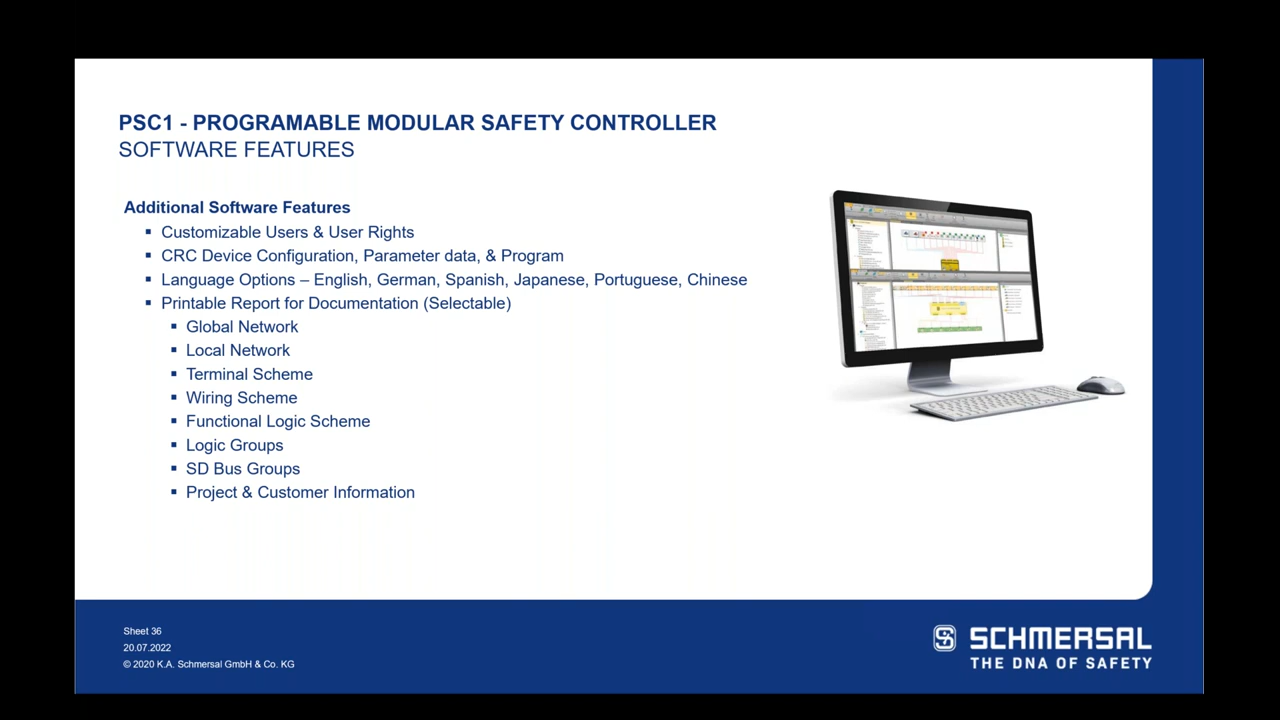 PSC1 - PROGRAMABLE MODULAR SAFETY CONTROLLER
SOFTWARE FEATURES
Additional Software Features
▪ Customizable Users & User Rights
▪ CRC Device Configuration, Parameter data, & Program
▪ Language Options – English, German, Spanish, Japanese, Portuguese, Chinese
▪ Printable Report for Documentation (Selectable)
▪ Global Network
▪ Local Network
▪ Terminal Scheme
▪ Wiring Scheme
▪ Functional Logic Scheme
▪ Logic Groups
▪ SD Bus Groups
▪ Project & Customer Information
Sheet 36
20.07.2022
© 2020 K.A. Schmersal GmbH & Co. KG
SCHMERSAL
THE DNA OF SAFETY